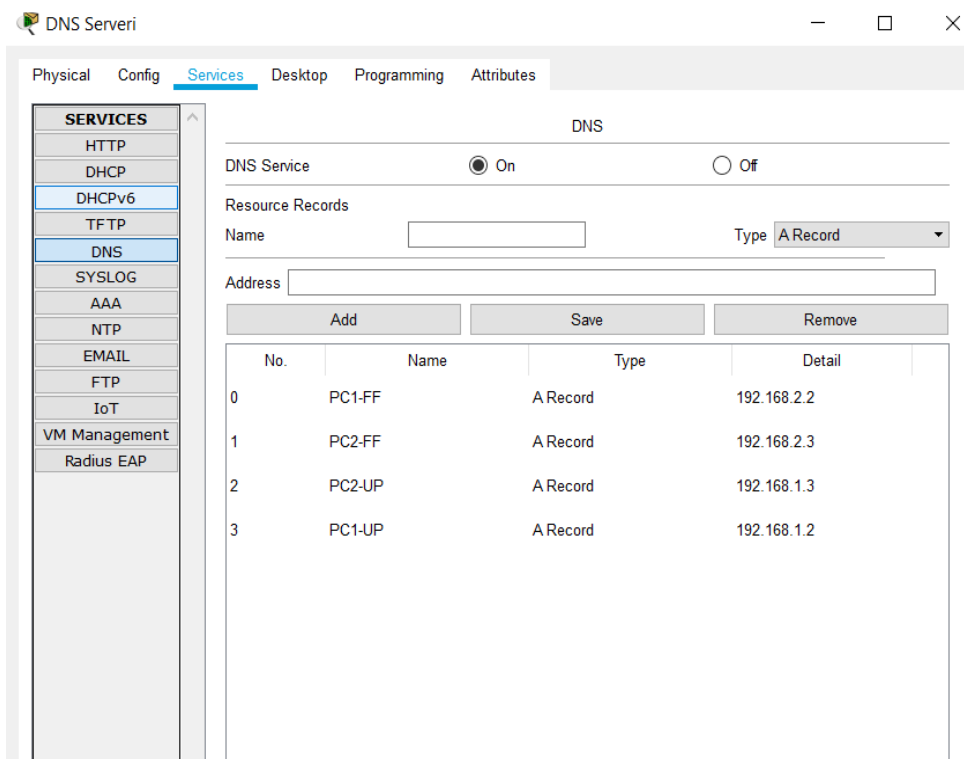 DNS Serveri
Physical Config Services Desktop Programming Attributes
SERVICES
HTTP
DHCP
DHCPv6
TFTP
DNS
SYSLOG
AAA
NTP
EMAIL
FTP
IoT
VM Management
Radius EAP
DNS
DNS Service On Off
Resource Records
Name Type A Record
Address
Add Save Remove
No. Name Type Detail
0 PC1-FF A Record 192.168.2.2
1 PC2-FF A Record 192.168.2.3
2 PC2-UP A Record 192.168.1.3
3 PC1-UP A Record 192.168.1.2